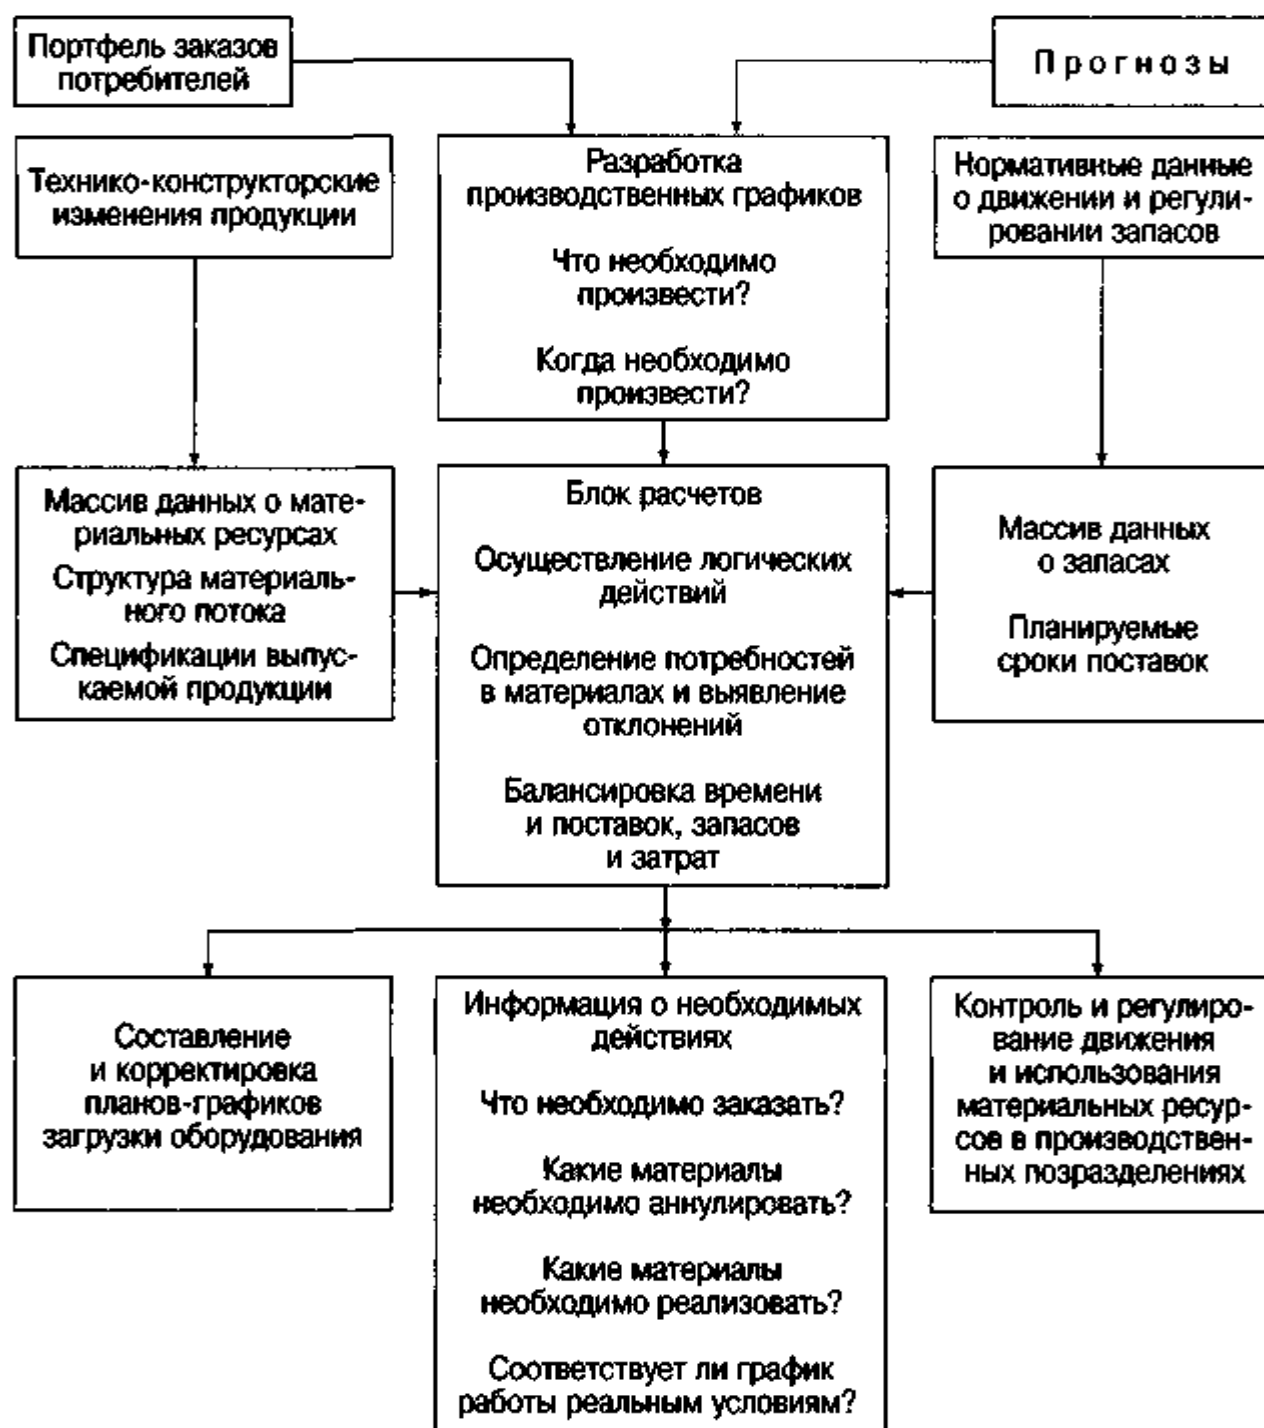 Портфель заказов
потребителей
Прогнозы
Технико-конструкторские
изменения продукции
Разработка
производственных графиков
Что необходимо
произвести?
Когда необходимо
произвести?
Нормативные данные
о движении и регули-
ровании запасов
Массив данных о мате-
риальных ресурсах
Структура материаль-
ного потока
Спецификации выпус-
каемой продукции
Блок расчетов
Осуществление логических
действий
Определение потребностей
в материалах и выявление
отклонений
Балансировка времени
и поставок, запасов
и затрат
Массив данных
о запасах
Планируемые
сроки поставок
Составление
и корректировка
планов-графиков
загрузки оборудования
Информация о необходимых
действиях
Что необходимо заказать?
Какие материалы
необходимо аннулировать?
Какие материалы
необходимо реализовать?
Соответствует ли график
работы реальным условиям?
Контроль и регулиро-
вание движения
и использования
материальных ресур-
сов в производствен-
ных позразделениях